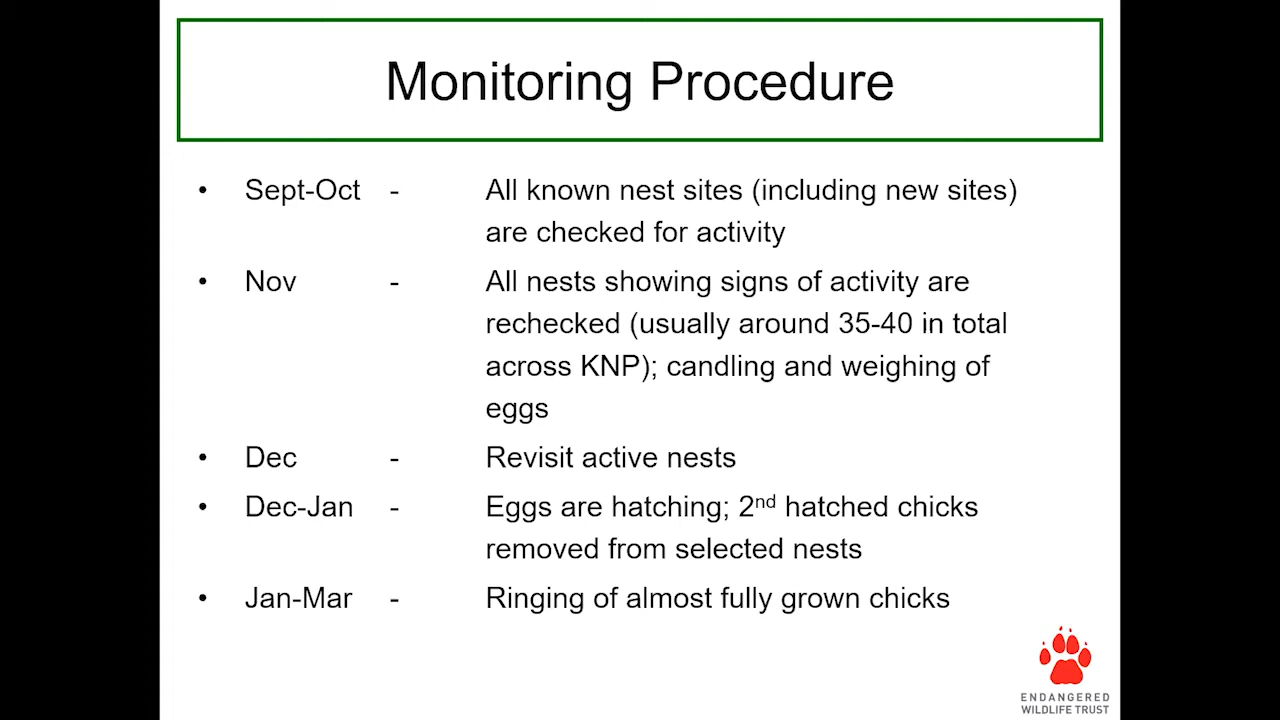 Monitoring Procedure
• Sept-Oct - All known nest sites (including new sites)
are checked for activity
• Nov - All nests showing signs of activity are
rechecked (usually around 35-40 in total
across KNP); candling and weighing of
eggs
• Dec - Revisit active nests
• Dec-Jan - Eggs are hatching; 2nd hatched chicks
removed from selected nests
• Jan-Mar - Ringing of almost fully grown chicks
ENDANGERED
WILDLIFE TRUST